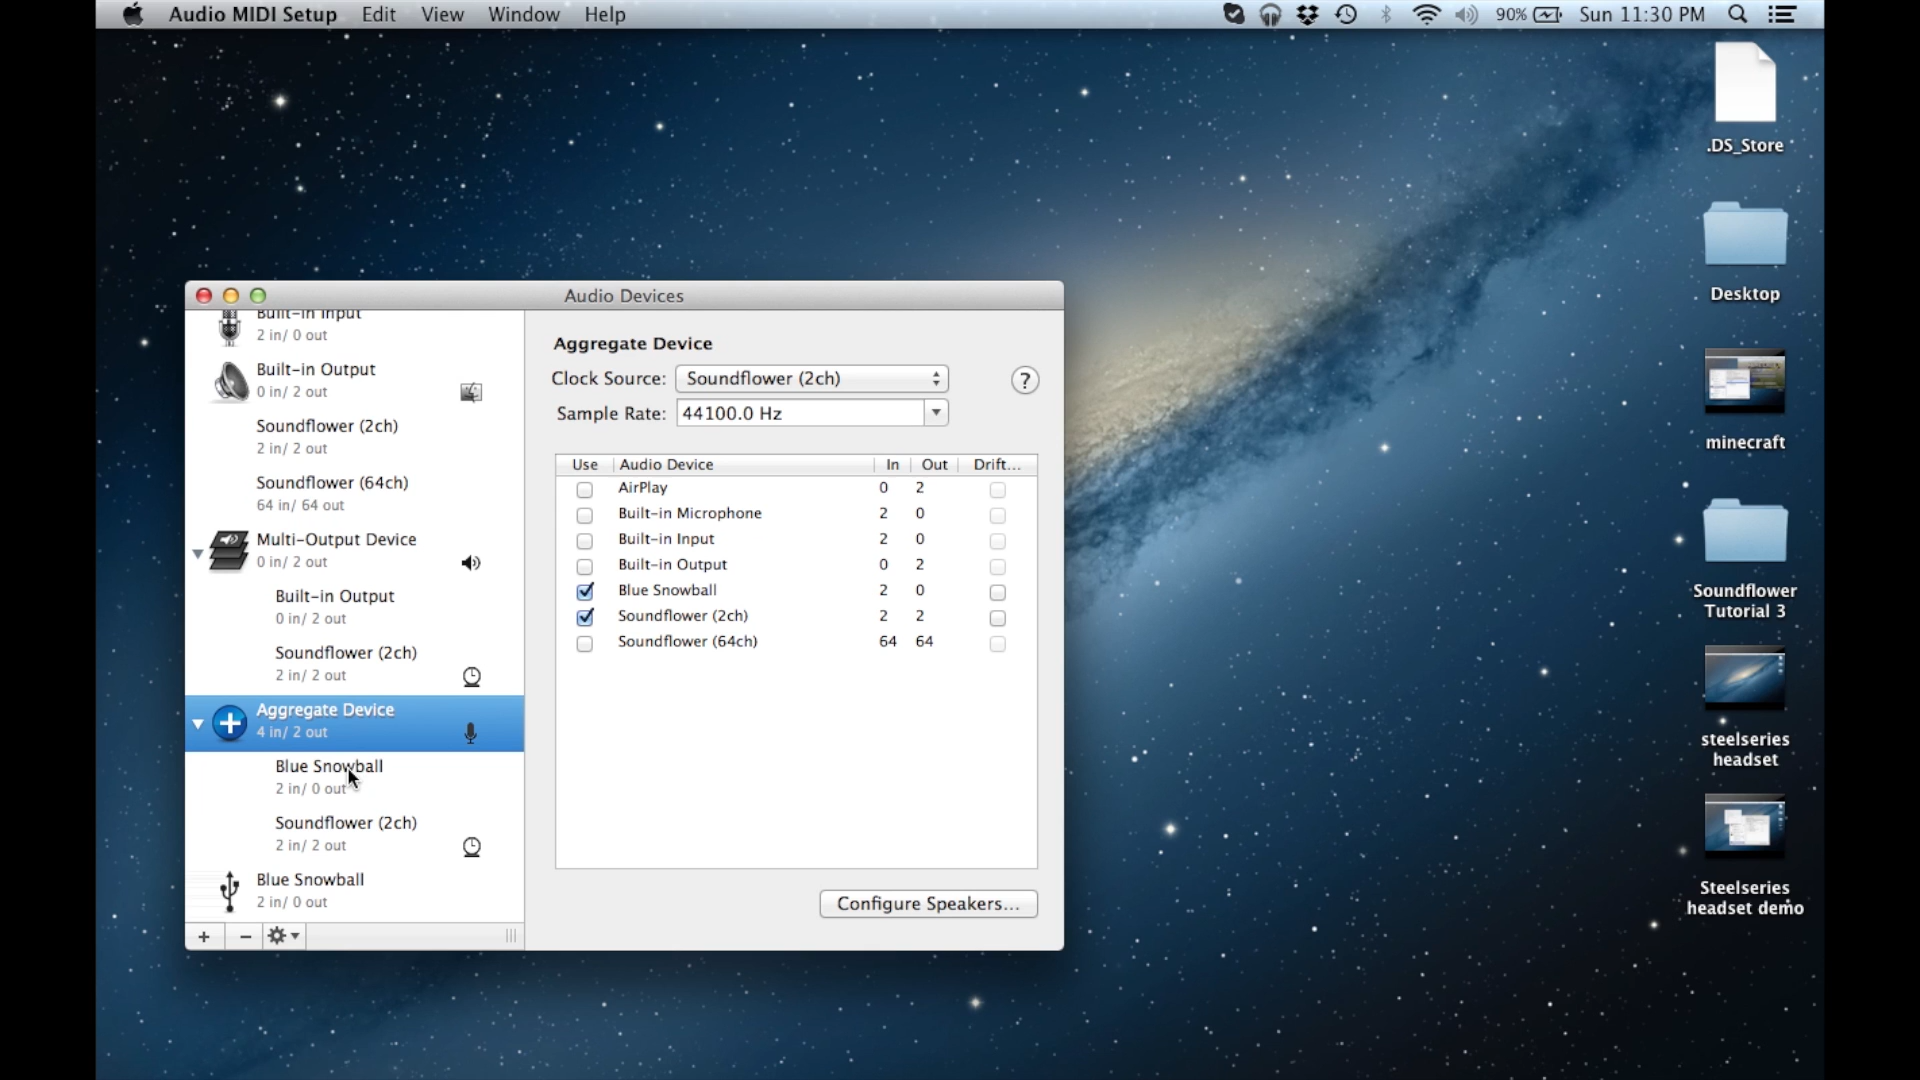 Audio MIDI Setup Edit View Window Help 90% Sun 11:30 PM
.DS_Store
Desktop
minecraft
Soundflower
Tutorial 3
steelseries
headset
Steelseries
headset demo
Audio Devices
Built-in Input
2 in/ 0 out
Built-in Output
0 in/ 2 out
Soundflower (2ch)
2 in/ 2 out
Soundflower (64ch)
64 in/ 64 out
Multi-Output Device
0 in/ 2 out
Built-in Output
0 in/ 2 out
Soundflower (2ch)
2 in/ 2 out
Aggregate Device
4 in/ 2 out
Blue Snowball
2 in/ 0 out
Soundflower (2ch)
2 in/ 2 out
Blue Snowball
2 in/ 0 out
Aggregate Device
Clock Source: Soundflower (2ch) ?
Sample Rate: 44100.0 Hz
Use Audio Device In Out Drift...
AirPlay 0 2
Built-in Microphone 2 0
Built-in Input 2 0
Built-in Output 0 2
Blue Snowball 2 0
Soundflower (2ch) 2 2
Soundflower (64ch) 64 64
Configure Speakers...